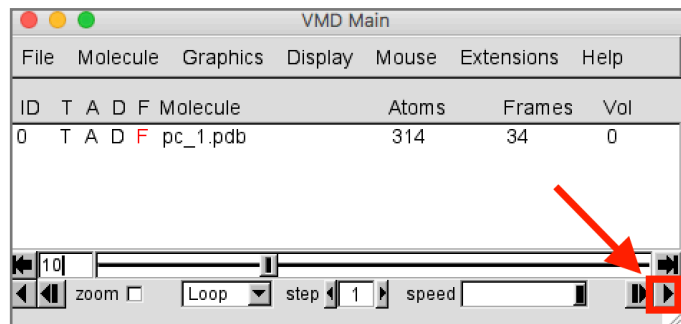 VMD Main
File Molecule Graphics Display Mouse Extensions Help
ID T A D F Molecule Atoms Frames Vol
0 T A D F pc_1.pdb 314 34 0
10
zoom Loop step 1 speed